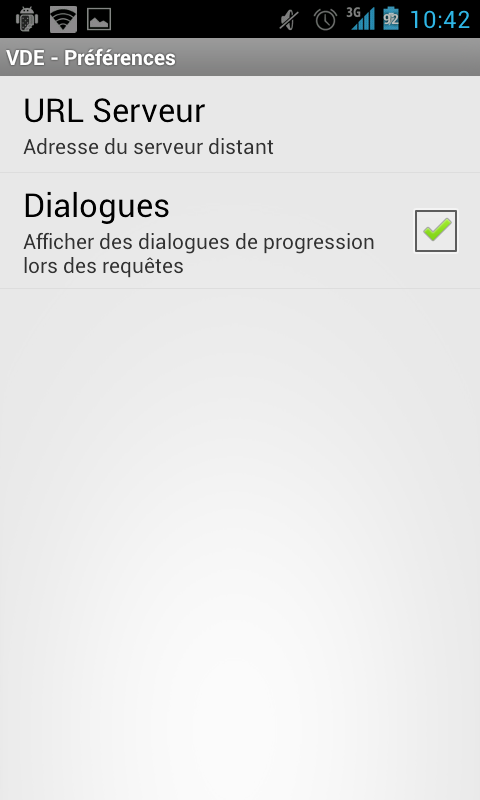 3G 92 10:42
VDE - Préférences
URL Serveur
Adresse du serveur distant
Dialogues
Afficher des dialogues de progression
lors des requêtes